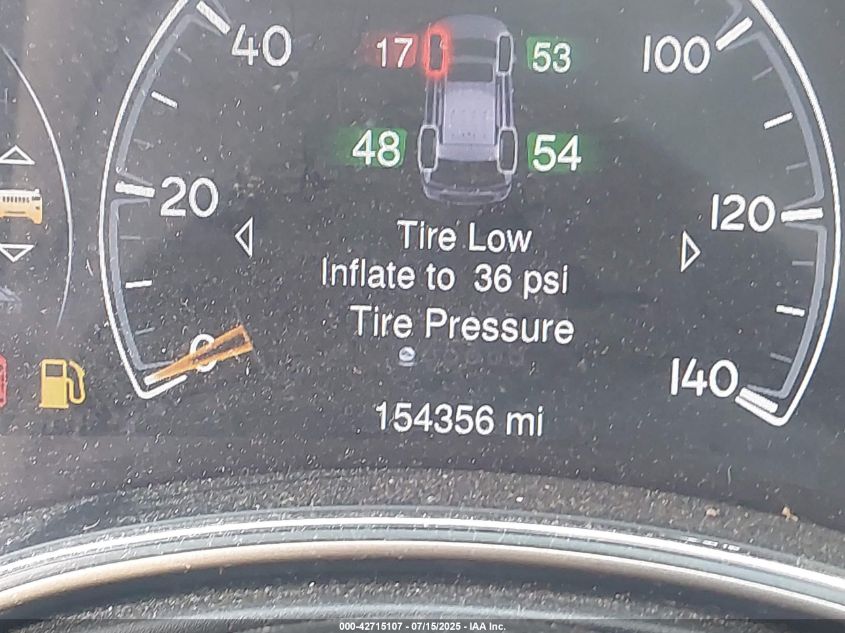 17 53
40 100
48 54
20 120
Tire Low
Inflate to 36 psi
Tire Pressure
0 140
154356 mi
000-42715107 - 07/15/2025 - IAA Inc.